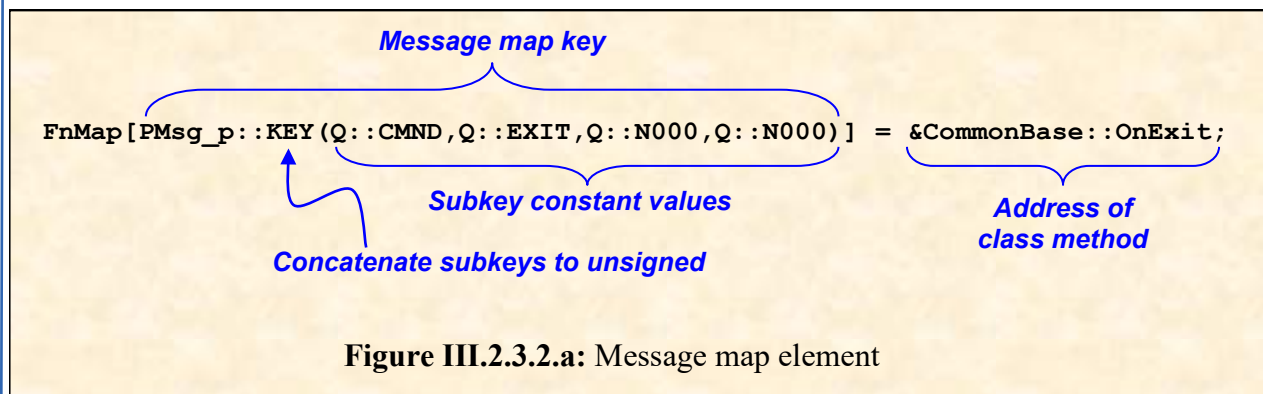 Message map key
FnMap[PMsg_p::KEY(Q::CMND,Q::EXIT,Q::N000,Q::N000)] = &CommonBase::OnExit;
Subkey constant values
Address of
class method
Concatenate subkeys to unsigned
Figure III.2.3.2.a: Message map element